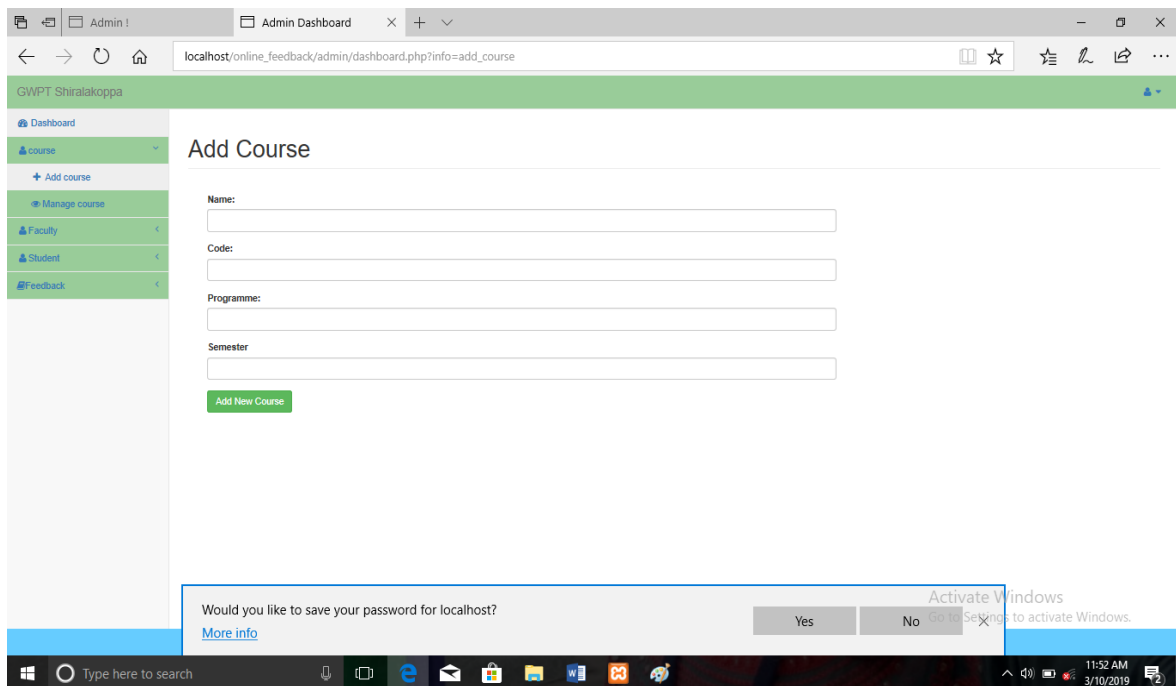 Admin !
Admin Dashboard
localhost/online_feedback/admin/dashboard.php?info=add_course
GWPT Shiralakoppa
Dashboard
course
Add course
Manage course
Faculty
Student
Feedback
Add Course
Name:
Code:
Programme:
Semester
Add New Course
Would you like to save your password for localhost?
More info
Yes
No
Activate Windows
Go to Settings to activate Windows.
Type here to search
11:52 AM
3/10/2019
2